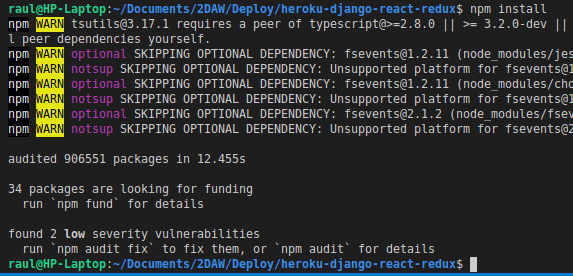 raul@HP-Laptop:~/Documents/2DAW/Deploy/heroku-django-react-redux$ npm install
npm WARN tsutils@3.17.1 requires a peer of typescript@>=2.8.0 || >= 3.2.0-dev ||
l peer dependencies yourself.
npm WARN optional SKIPPING OPTIONAL DEPENDENCY: fsevents@1.2.11 (node_modules/jes
npm WARN notsup SKIPPING OPTIONAL DEPENDENCY: Unsupported platform for fsevents@1
npm WARN optional SKIPPING OPTIONAL DEPENDENCY: fsevents@1.2.11 (node_modules/cho
npm WARN notsup SKIPPING OPTIONAL DEPENDENCY: Unsupported platform for fsevents@1
npm WARN optional SKIPPING OPTIONAL DEPENDENCY: fsevents@2.1.2 (node_modules/fsev
npm WARN notsup SKIPPING OPTIONAL DEPENDENCY: Unsupported platform for fsevents@2
audited 906551 packages in 12.455s
34 packages are looking for funding
run `npm fund` for details
found 2 low severity vulnerabilities
run `npm audit fix` to fix them, or `npm audit` for details
raul@HP-Laptop:~/Documents/2DAW/Deploy/heroku-django-react-redux$